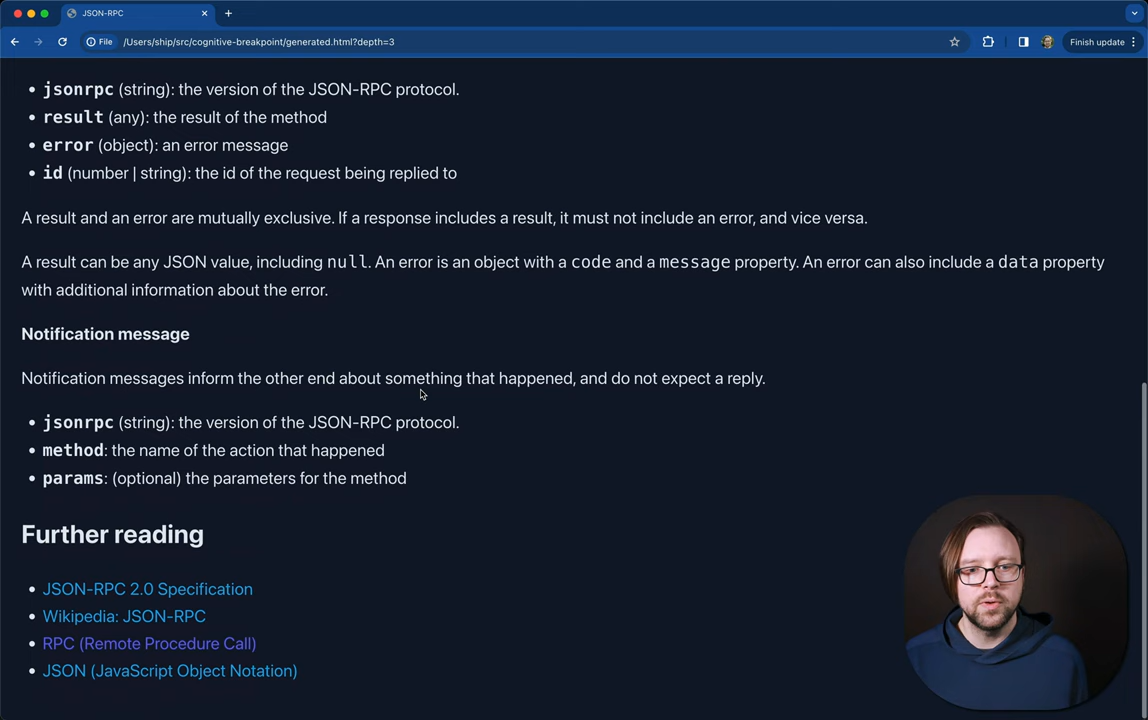 JSON-RPC
File
/Users/ship/src/cognitive-breakpoint/generated.html?depth=3
Finish update
jsonrpc (string): the version of the JSON-RPC protocol.
result (any): the result of the method
error (object): an error message
id (number | string): the id of the request being replied to
A result and an error are mutually exclusive. If a response includes a result, it must not include an error, and vice versa.
A result can be any JSON value, including null. An error is an object with a code and a message property. An error can also include a data property
with additional information about the error.
Notification message
Notification messages inform the other end about something that happened, and do not expect a reply.
jsonrpc (string): the version of the JSON-RPC protocol.
method: the name of the action that happened
params: (optional) the parameters for the method
Further reading
JSON-RPC 2.0 Specification
Wikipedia: JSON-RPC
RPC (Remote Procedure Call)
JSON (JavaScript Object Notation)